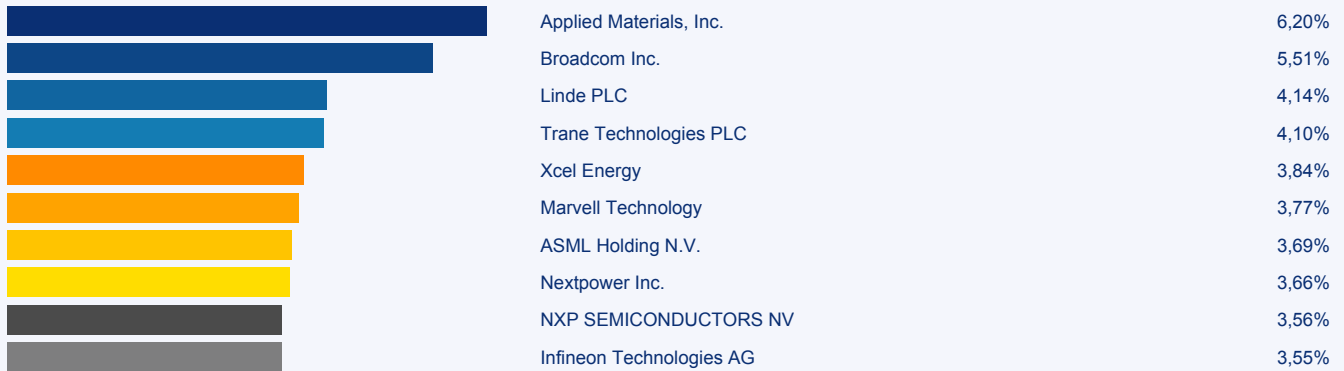 Applied Materials, Inc. 6,20%
Broadcom Inc. 5,51%
Linde PLC 4,14%
Trane Technologies PLC 4,10%
Xcel Energy 3,84%
Marvell Technology 3,77%
ASML Holding N.V. 3,69%
Nextpower Inc. 3,66%
NXP SEMICONDUCTORS NV 3,56%
Infineon Technologies AG 3,55%